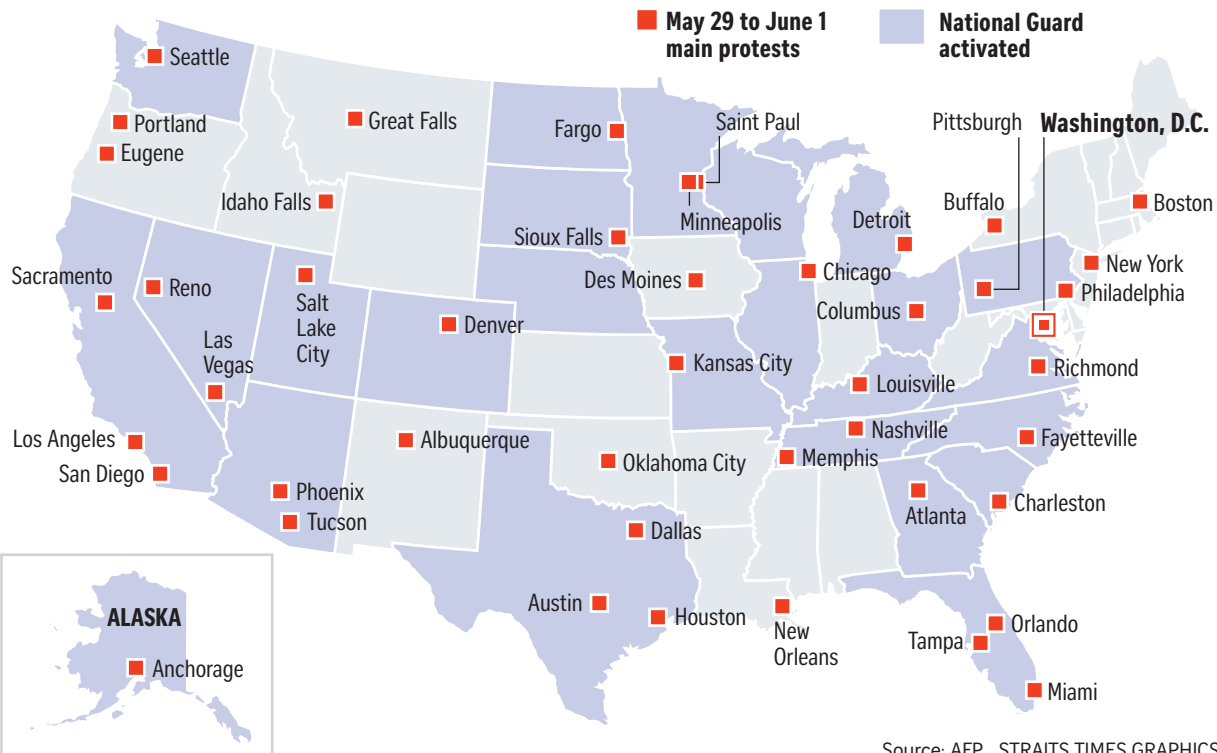 May 29 to June 1
main protests
National Guard
activated
Seattle
Portland
Eugene
Great Falls
Idaho Falls
Fargo
Saint Paul
Minneapolis
Sioux Falls
Des Moines
Pittsburgh
Washington, D.C.
Buffalo
Boston
Detroit
Chicago
New York
Philadelphia
Columbus
Sacramento
Reno
Salt
Lake
City
Las
Vegas
Denver
Kansas City
Louisville
Richmond
Los Angeles
San Diego
Albuquerque
Oklahoma City
Nashville
Memphis
Fayetteville
Phoenix
Tucson
Atlanta
Charleston
Dallas
Austin
Houston
New
Orleans
Orlando
Tampa
Miami
ALASKA
Anchorage
Source: AFP STRAITS TIMES GRAPHICS